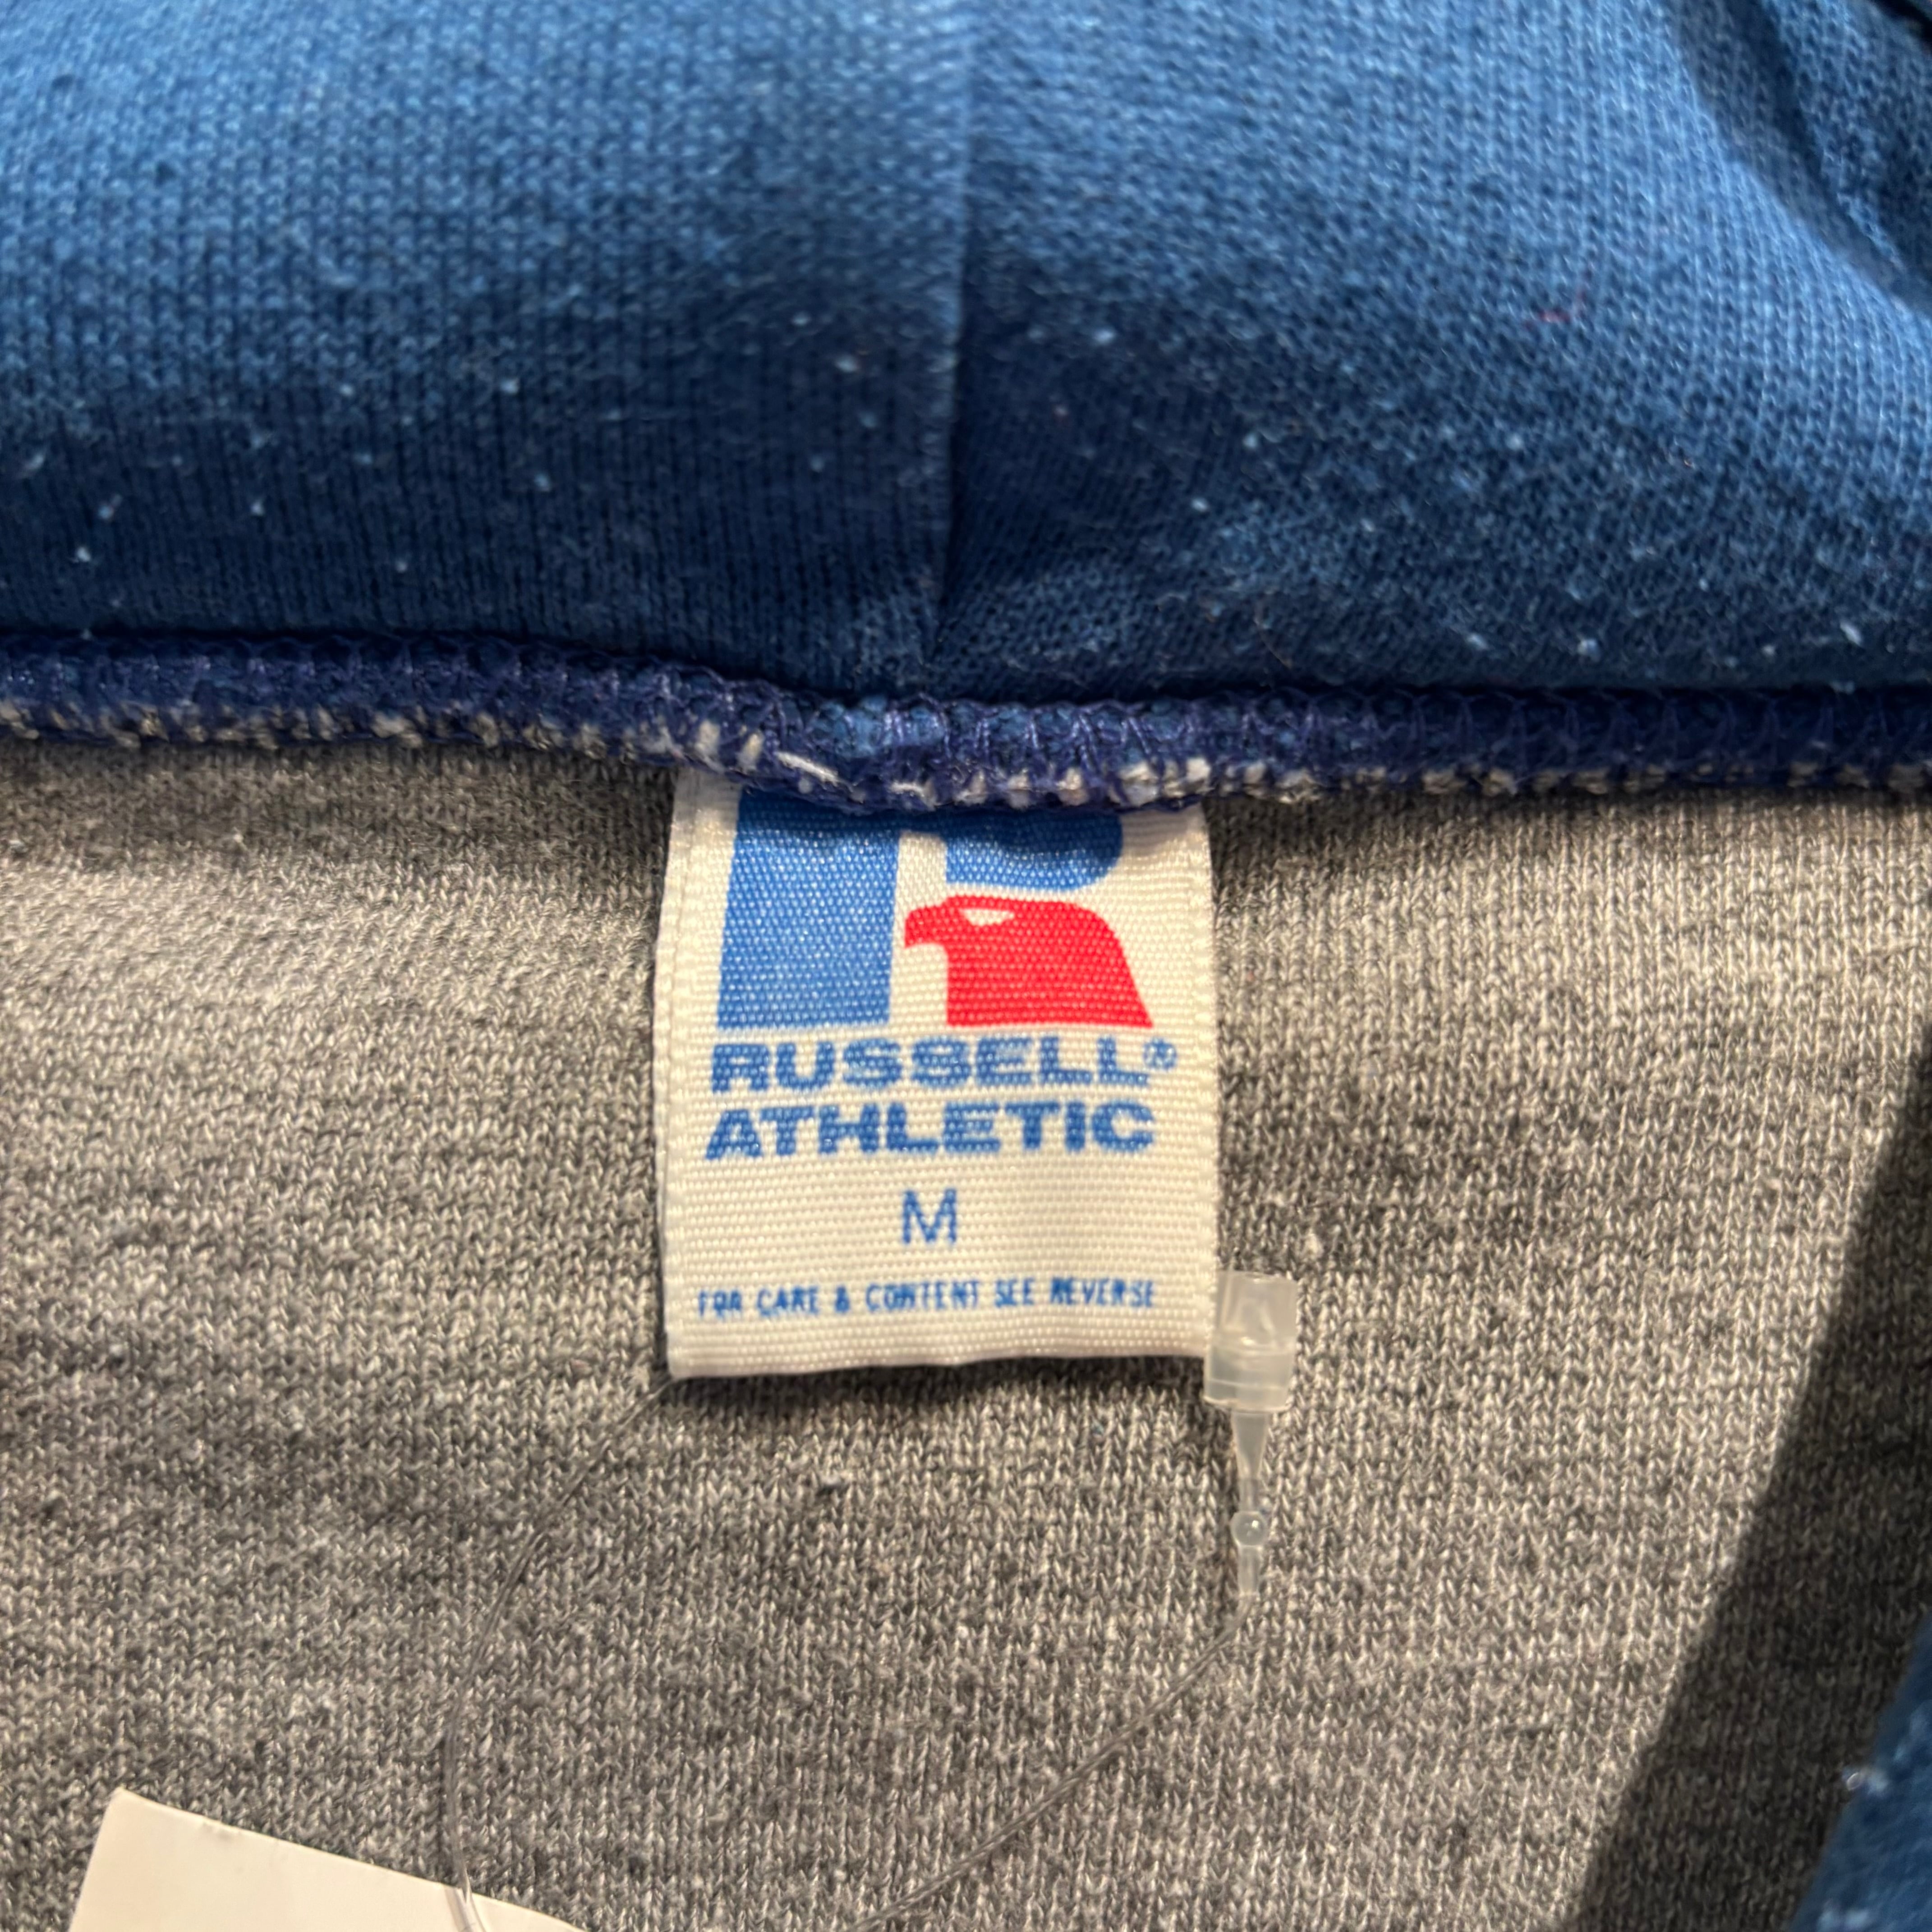 R
RUSSELL®
ATHLETIC
M
FOR CARE & CONTENT SEE REVERSE